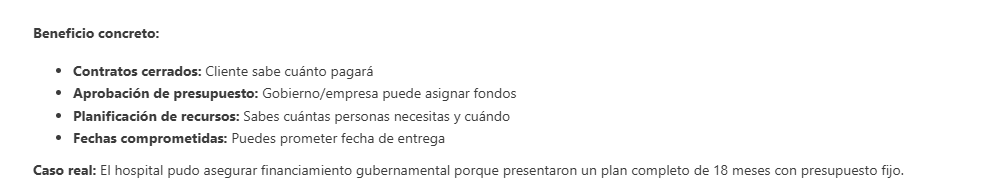 Beneficio concreto:
• Contratos cerrados: Cliente sabe cuánto pagará
• Aprobación de presupuesto: Gobierno/empresa puede asignar fondos
• Planificación de recursos: Sabes cuántas personas necesitas y cuándo
• Fechas comprometidas: Puedes prometer fecha de entrega
Caso real: El hospital pudo asegurar financiamiento gubernamental porque presentaron un plan completo de 18 meses con presupuesto fijo.